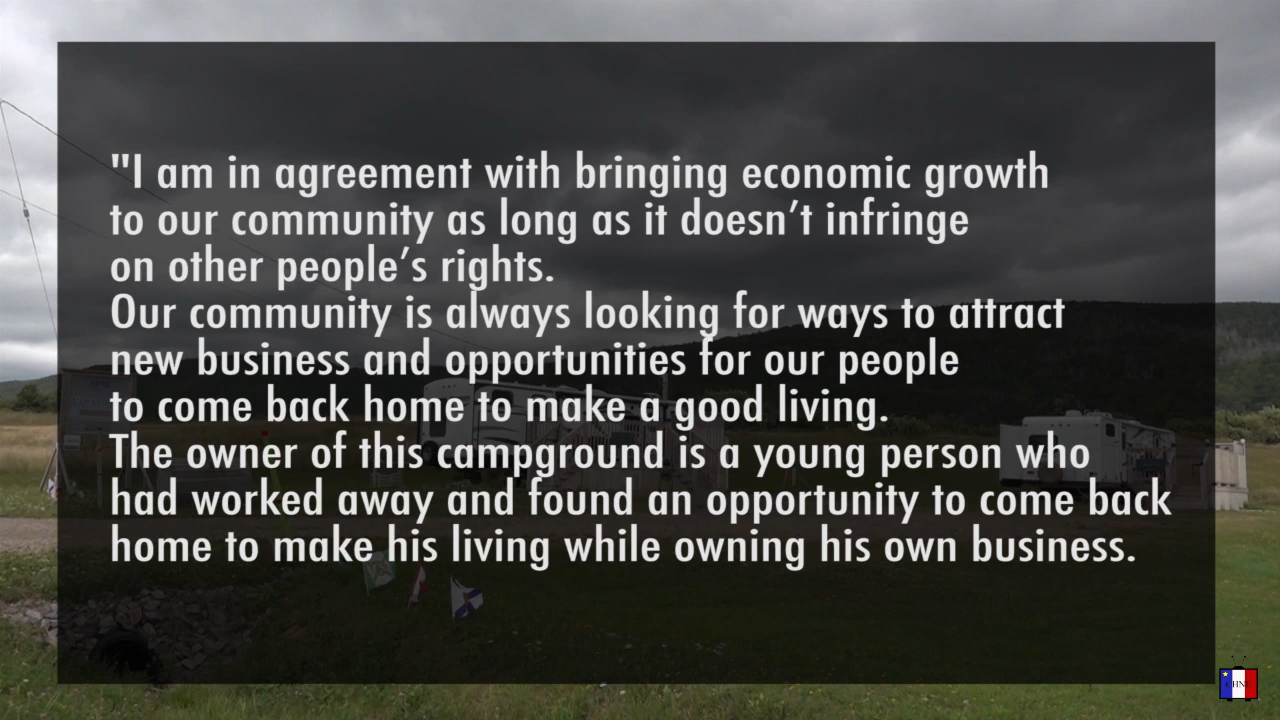 "I am in agreement with bringing economic growth
to our community as long as it doesn’t infringe
on other people’s rights.
Our community is always looking for ways to attract
new business and opportunities for our people
to come back home to make a good living.
The owner of this campground is a young person who
had worked away and found an opportunity to come back
home to make his living while owning his own business.